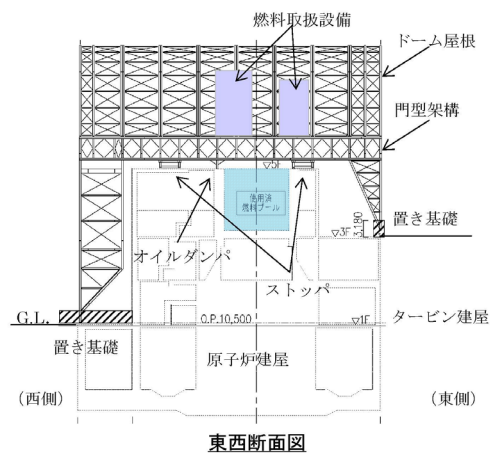 燃料取扱設備
ドーム屋根
門型架構
▽5F
使用済
燃料プール
置き基礎
3,180
▽3F
オイルダンパ
ストッパ
G.L.
O.P.10,500
▽1F
タービン建屋
置き基礎
原子炉建屋
（西側）
（東側）
東西断面図